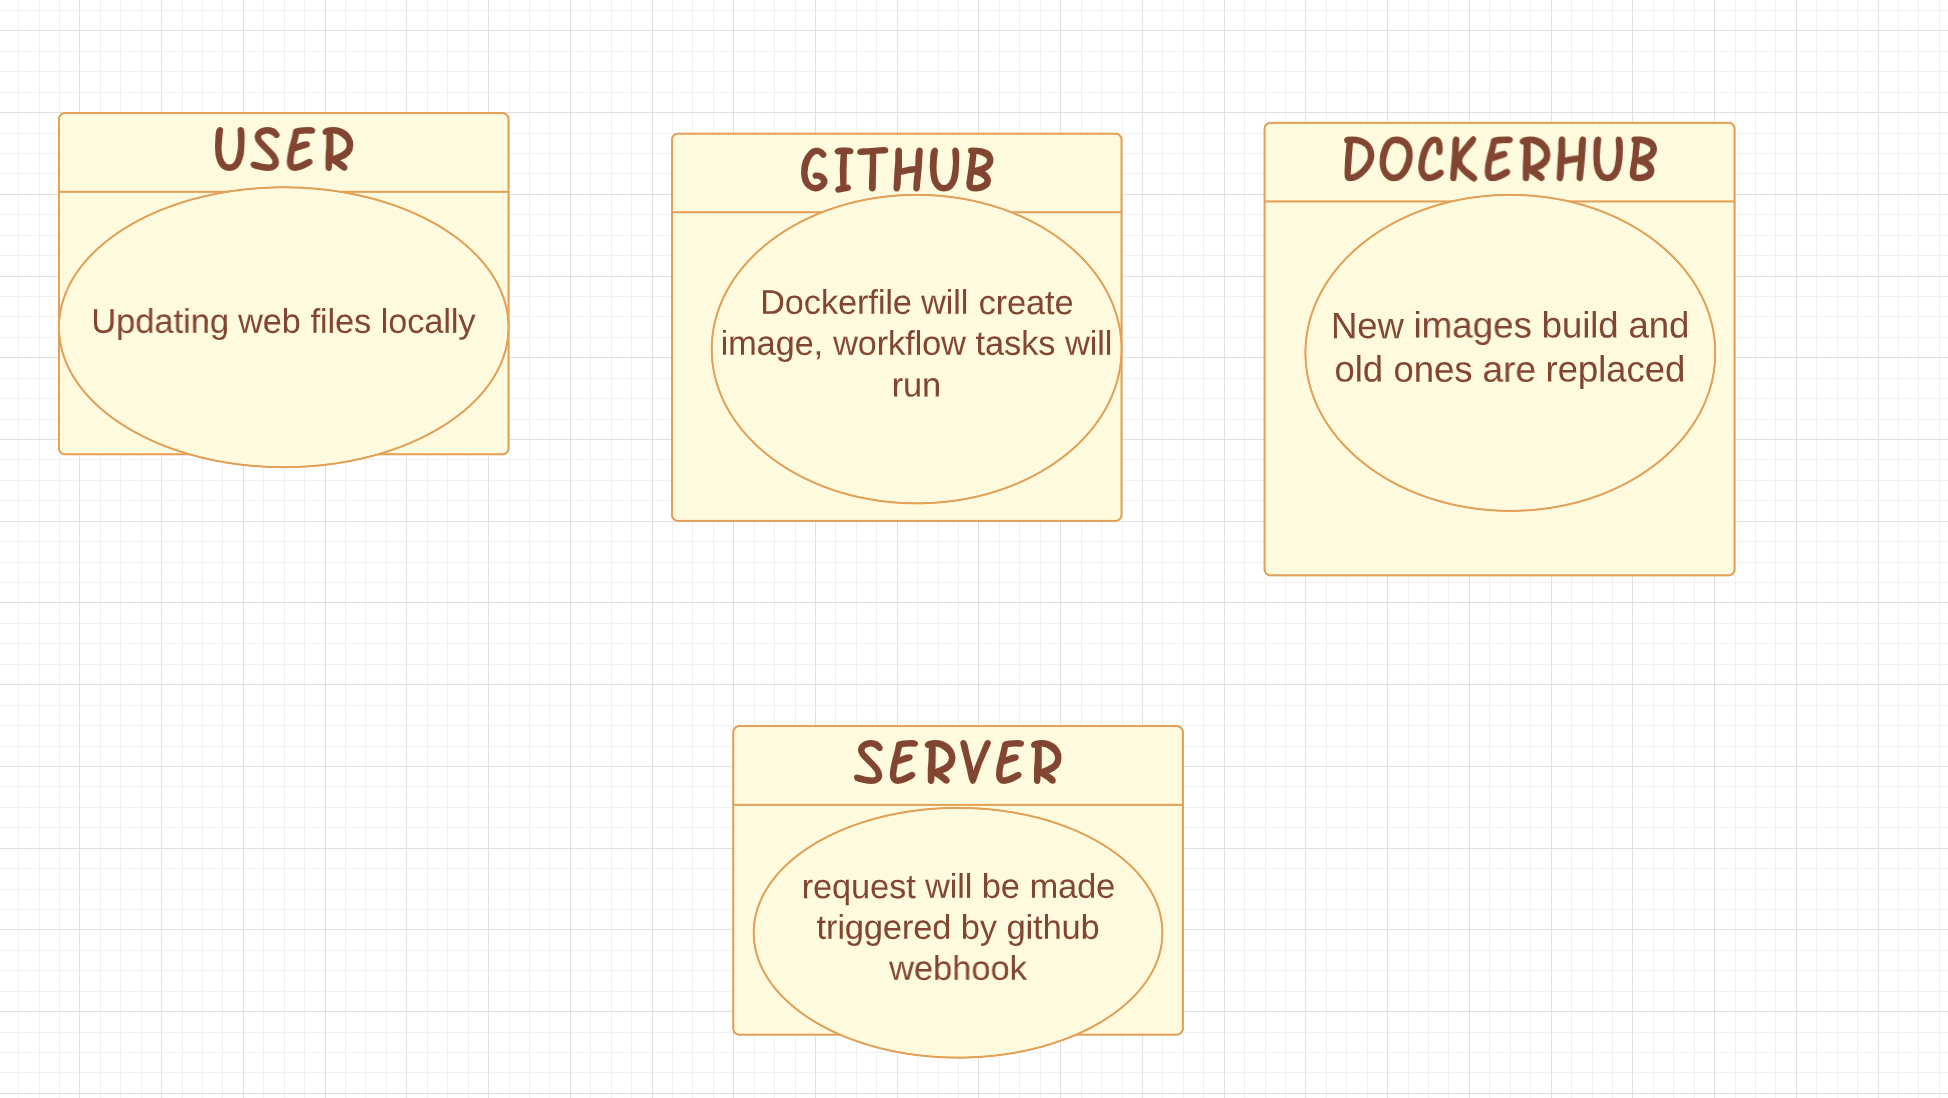 USER
Updating web files locally
GITHUB
Dockerfile will create
image, workflow tasks will
run
DOCKERHUB
New images build and
old ones are replaced
SERVER
request will be made
triggered by github
webhook